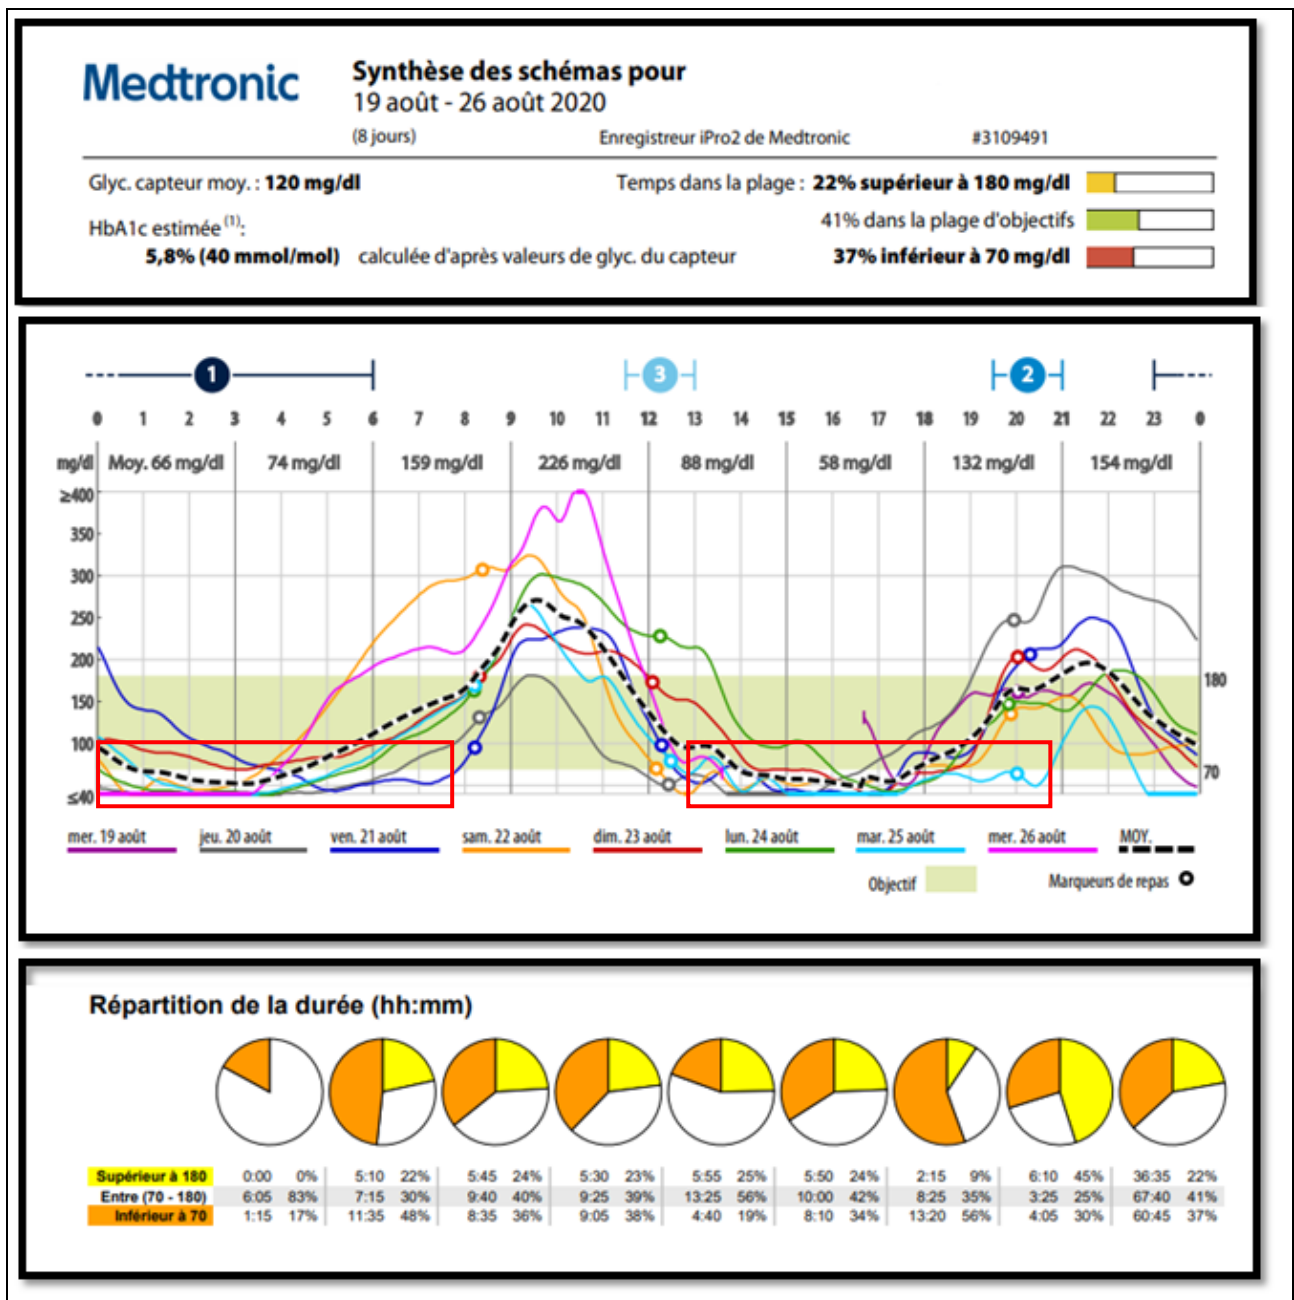 Medtronic
Synthèse des schémas pour
19 août - 26 août 2020
(8 jours) Enregistreur iPro2 de Medtronic #3109491
Glyc. capteur moy. : 120 mg/dl Temps dans la plage : 22% supérieur à 180 mg/dl
HbA1c estimée (1): 41% dans la plage d'objectifs
5,8% (40 mmol/mol) calculée d'après valeurs de glyc. du capteur 37% inférieur à 70 mg/dl
1 3 2
0 1 2 3 4 5 6 7 8 9 10 11 12 13 14 15 16 17 18 19 20 21 22 23 0
mg/dl Moy. 66 mg/dl 74 mg/dl 159 mg/dl 226 mg/dl 88 mg/dl 58 mg/dl 132 mg/dl 154 mg/dl
≥400
350
300
250
200
180
150
100
70
≤40
mer. 19 août jeu. 20 août ven. 21 août sam. 22 août dim. 23 août lun. 24 août mar. 25 août mer. 26 août MOY.
Objectif Marqueurs de repas
Répartition de la durée (hh:mm)
Supérieur à 180 0:00 0% 5:10 22% 5:45 24% 5:30 23% 5:55 25% 5:50 24% 2:15 9% 6:10 45% 36:35 22%
Entre (70 - 180) 6:05 83% 7:15 30% 9:40 40% 9:25 39% 13:25 56% 10:00 42% 8:25 35% 3:25 25% 67:40 41%
Inférieur à 70 1:15 17% 11:35 48% 8:35 36% 9:05 38% 4:40 19% 8:10 34% 13:20 56% 4:05 30% 60:45 37%